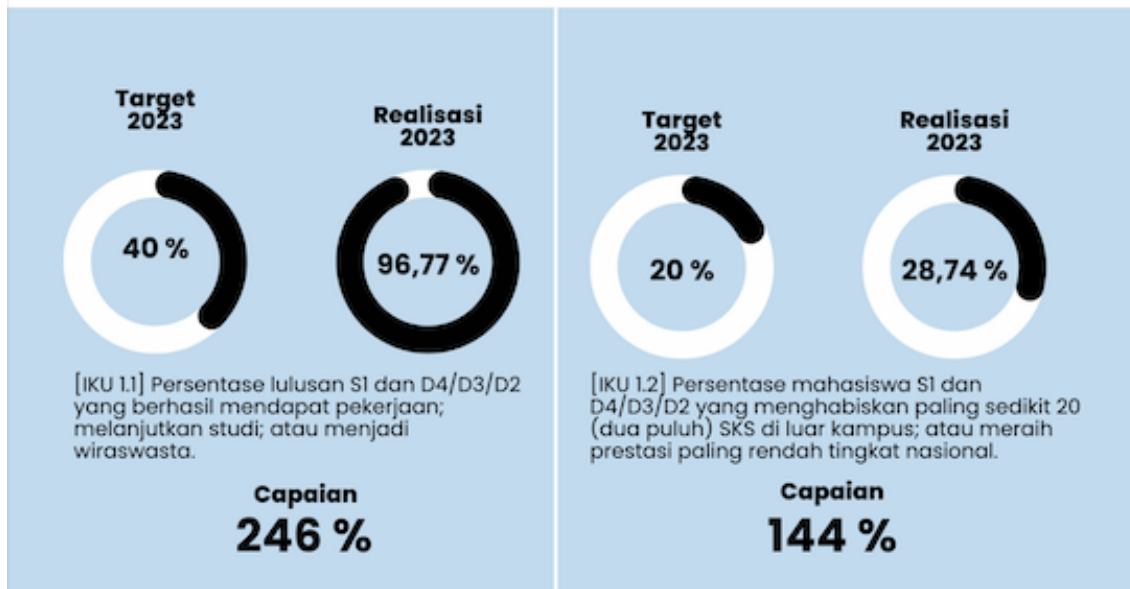 Target
2023
40 %
Realisasi
2023
96,77 %
[IKU 1.1] Persentase lulusan S1 dan D4/D3/D2
yang berhasil mendapat pekerjaan;
melanjutkan studi; atau menjadi
wiraswasta.
Capaian
246 %
Target
2023
20 %
Realisasi
2023
28,74 %
[IKU 1.2] Persentase mahasiswa S1 dan
D4/D3/D2 yang menghabiskan paling sedikit 20
(dua puluh) SKS di luar kampus; atau meraih
prestasi paling rendah tingkat nasional.
Capaian
144 %